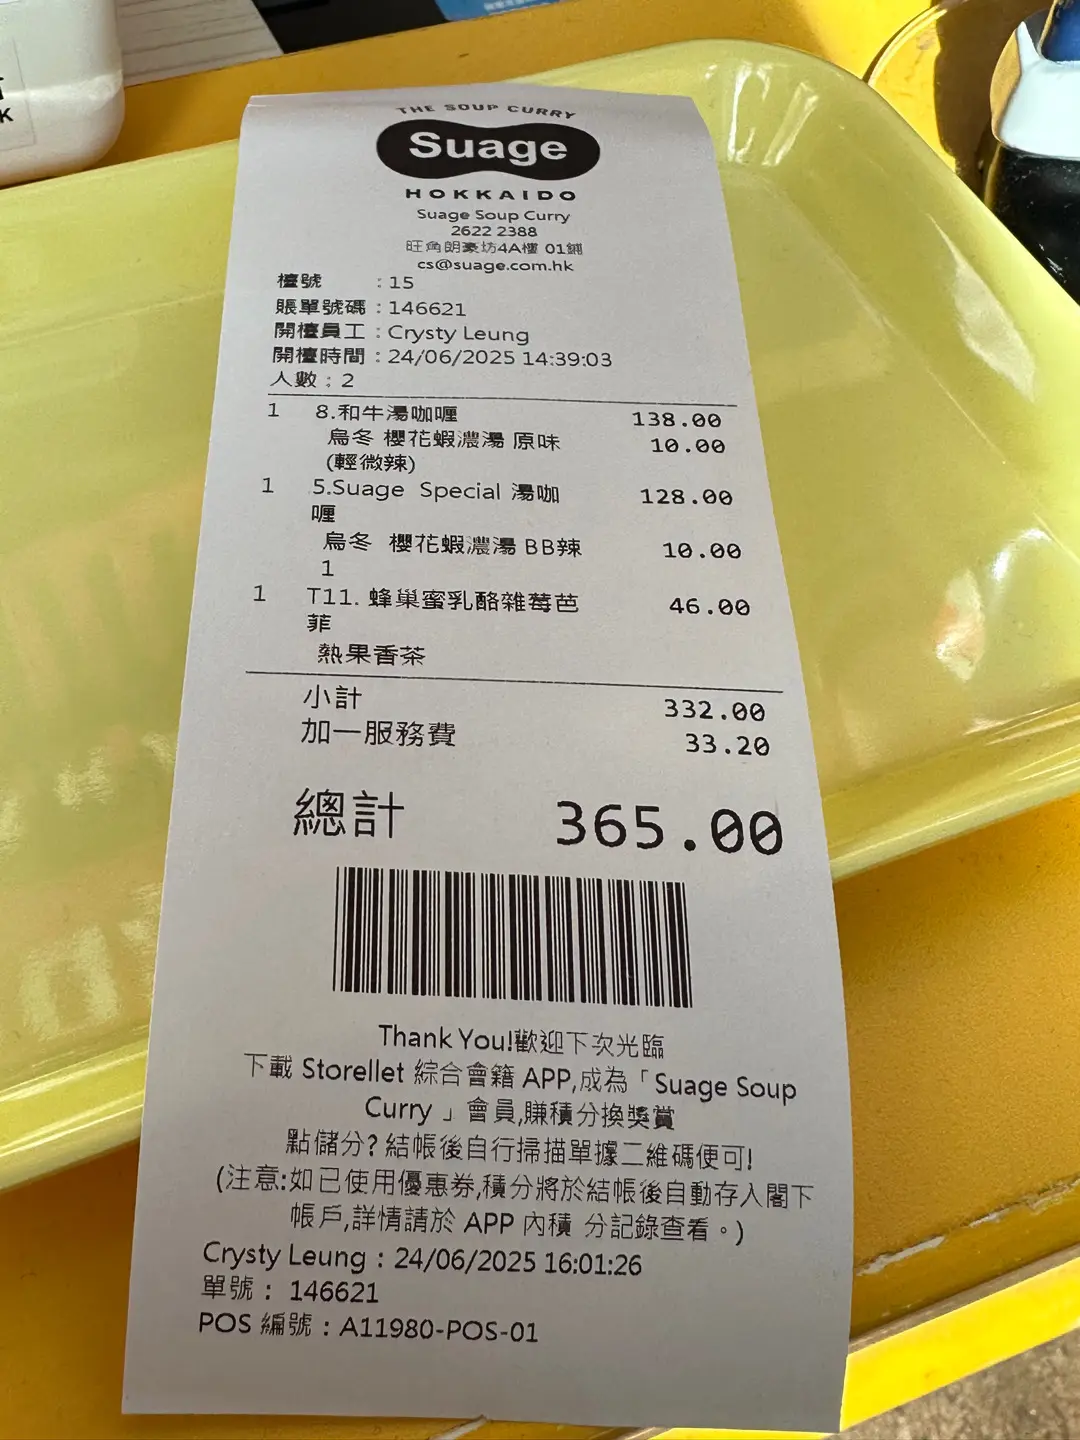 THE SOUP CURRY
Suage
HOKKAIDO
Suage Soup Curry
2622 2388
旺角朗豪坊4A樓 01舖
cs@suage.com.hk
檯號 : 15
賬單號碼 : 146621
開檯員工 : Crysty Leung
開檯時間 : 24/06/2025 14:39:03
人數 : 2
1 8.和牛湯咖喱 138.00
烏冬 櫻花蝦濃湯 原味 10.00
(輕微辣)
1 5.Suage Special 湯咖 128.00
喱
烏冬 櫻花蝦濃湯 BB辣 10.00
1
1 T11. 蜂巢蜜乳酪雜莓芭 46.00
菲
熱果香茶
小計 332.00
加一服務費 33.20
總計 365.00
Thank You!歡迎下次光臨
下載 Storellet 綜合會籍 APP,成為「Suage Soup
Curry 」會員,賺積分換獎賞
點儲分? 結帳後自行掃描單據二維碼便可!
(注意:如已使用優惠券,積分將於結帳後自動存入閣下
帳戶,詳情請於 APP 內積 分記錄查看。)
Crysty Leung : 24/06/2025 16:01:26
單號 : 146621
POS 編號 : A11980-POS-01